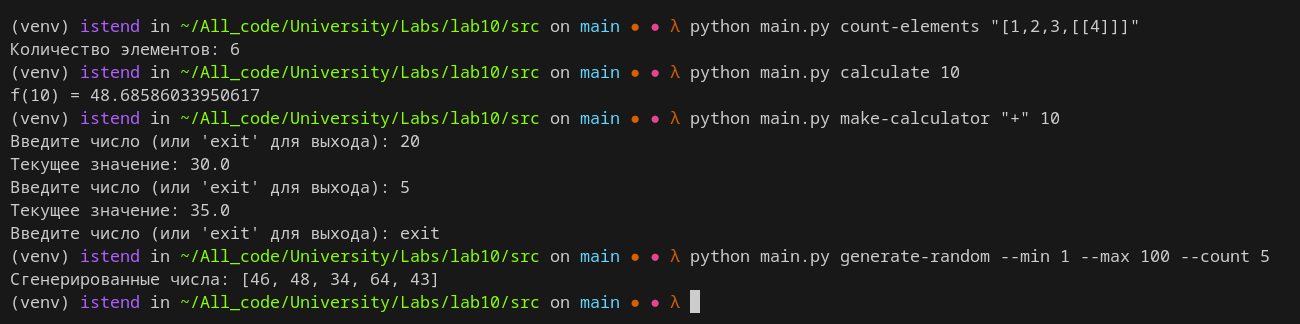 (venv) istend in ~/All_code/University/Labs/lab10/src on main • • λ python main.py count-elements "[1,2,3,[[4]]]"
Количество элементов: 6
(venv) istend in ~/All_code/University/Labs/lab10/src on main • • λ python main.py calculate 10
f(10) = 48.68586033950617
(venv) istend in ~/All_code/University/Labs/lab10/src on main • • λ python main.py make-calculator "+" 10
Введите число (или 'exit' для выхода): 20
Текущее значение: 30.0
Введите число (или 'exit' для выхода): 5
Текущее значение: 35.0
Введите число (или 'exit' для выхода): exit
(venv) istend in ~/All_code/University/Labs/lab10/src on main • • λ python main.py generate-random --min 1 --max 100 --count 5
Сгенерированные числа: [46, 48, 34, 64, 43]
(venv) istend in ~/All_code/University/Labs/lab10/src on main • • λ